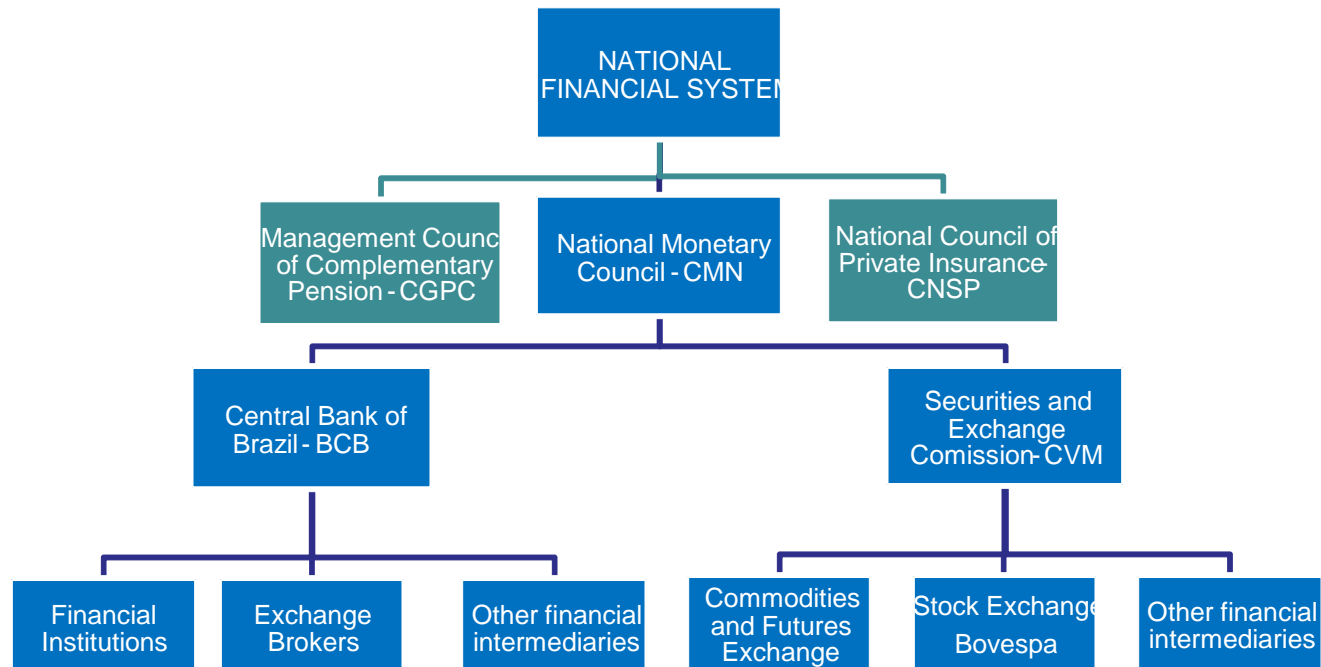 NATIONAL
FINANCIAL SYSTEM
Management Counc
of Complementary
Pension - CGPC
National Monetary
Council - CMN
National Council of
Private Insurance-
CNSP
Central Bank of
Brazil - BCB
Securities and
Exchange
Comission- CVM
Financial
Institutions
Exchange
Brokers
Other financial
intermediaries
Commodities
and Futures
Exchange
Stock Exchange
Bovespa
Other financial
intermediaries